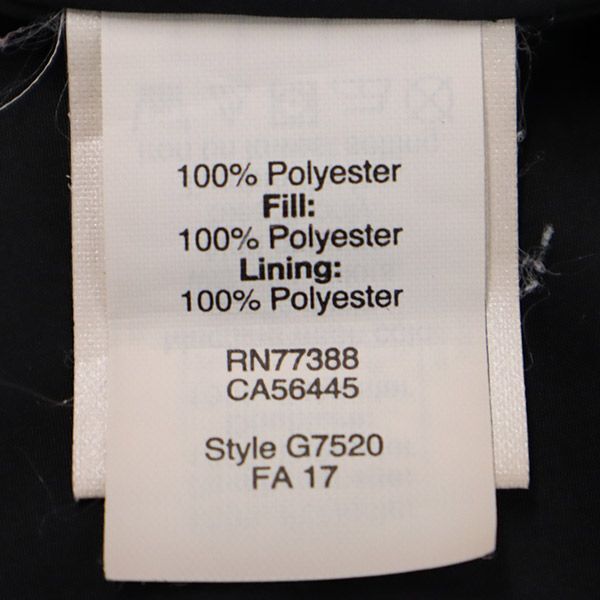 100% Polyester
Fill:
100% Polyester
Lining:
100% Polyester
RN77388
CA56445
Style G7520
FA 17